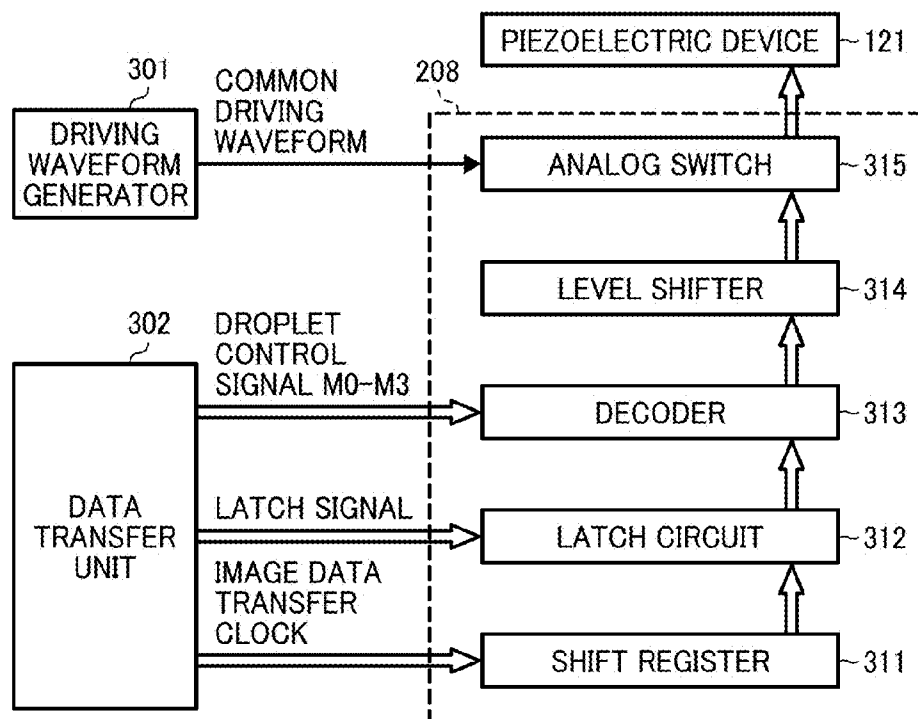 PIEZOELECTRIC DEVICE
121
301
COMMON
DRIVING
WAVEFORM
208
DRIVING
WAVEFORM
GENERATOR
ANALOG SWITCH
315
LEVEL SHIFTER
314
302
DROPLET
CONTROL
SIGNAL M0-M3
DECODER
313
DATA
TRANSFER
UNIT
LATCH SIGNAL
LATCH CIRCUIT
312
IMAGE DATA
TRANSFER
CLOCK
SHIFT REGISTER
311